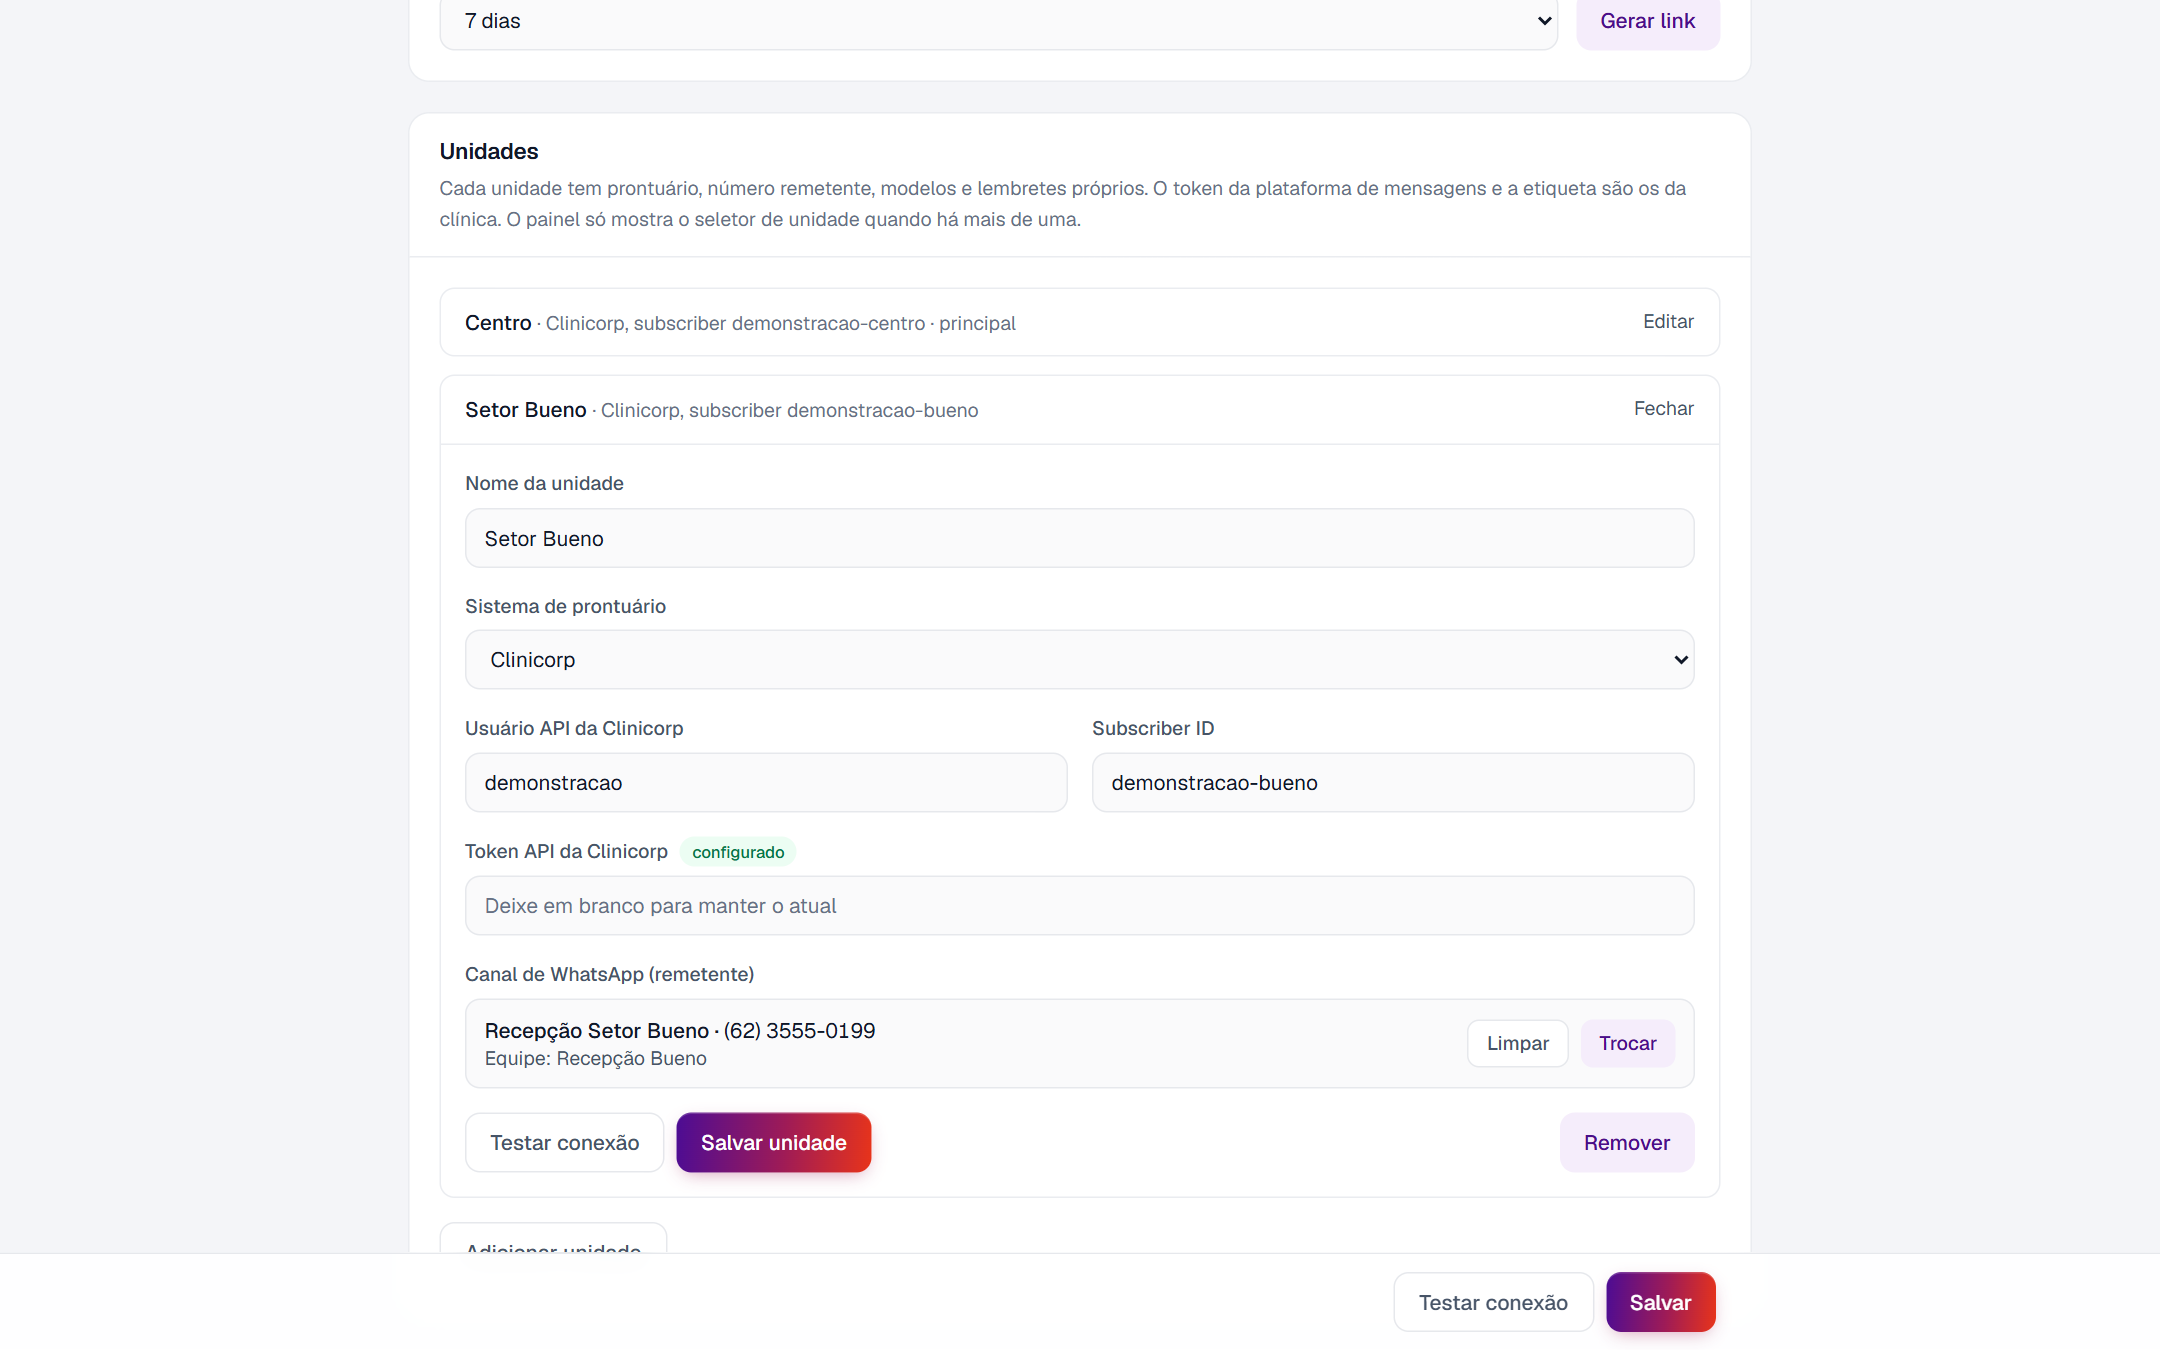 7 dias
Gerar link
Unidades
Cada unidade tem prontuário, número remetente, modelos e lembretes próprios. O token da plataforma de mensagens e a etiqueta são os da
clínica. O painel só mostra o seletor de unidade quando há mais de uma.
Centro · Clinicorp, subscriber demonstracao-centro · principal
Editar
Setor Bueno · Clinicorp, subscriber demonstracao-bueno
Fechar
Nome da unidade
Setor Bueno
Sistema de prontuário
Clinicorp
Usuário API da Clinicorp
Subscriber ID
demonstracao
demonstracao-bueno
Token API da Clinicorp
configurado
Deixe em branco para manter o atual
Canal de WhatsApp (remetente)
Recepção Setor Bueno · (62) 3555-0199
Equipe: Recepção Bueno
Limpar
Trocar
Testar conexão
Salvar unidade
Remover
Adicionar unidade
Testar conexão
Salvar